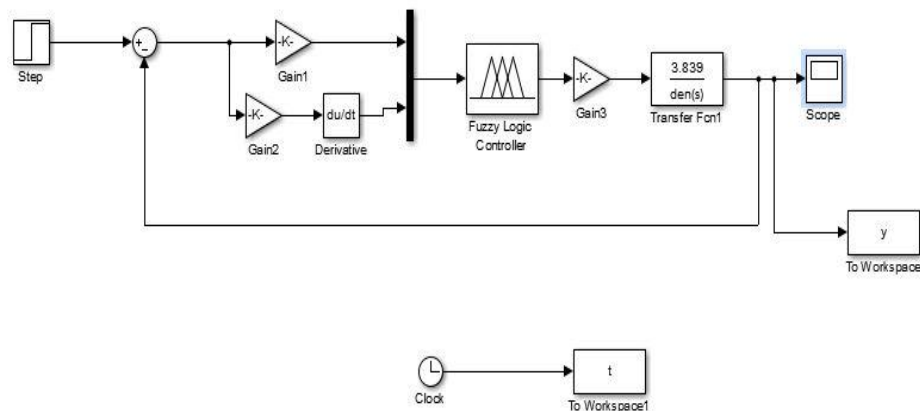 Step
+
-
-K-
Gain1
-K-
Gain2
du/dt
Derivative
Fuzzy Logic
Controller
-K-
Gain3
3.839
den(s)
Transfer Fcn1
Scope
y
To Workspace
Clock
t
To Workspace1